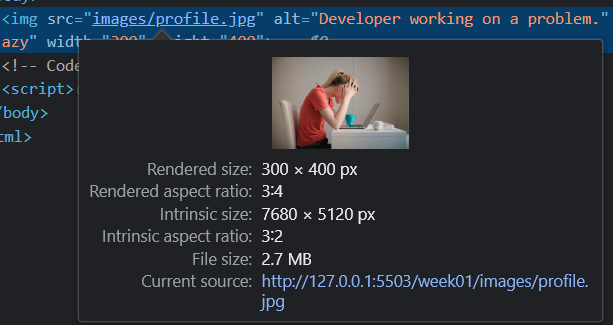 <img src="images/profile.jpg" alt="Developer working on a problem."
azy" width
<!-- Code
<script>
/body>
tml>
Rendered size: 300 × 400 px
Rendered aspect ratio: 3:4
Intrinsic size: 7680 × 5120 px
Intrinsic aspect ratio: 3:2
File size: 2.7 MB
Current source: http://127.0.0.1:5503/week01/images/profile.
jpg